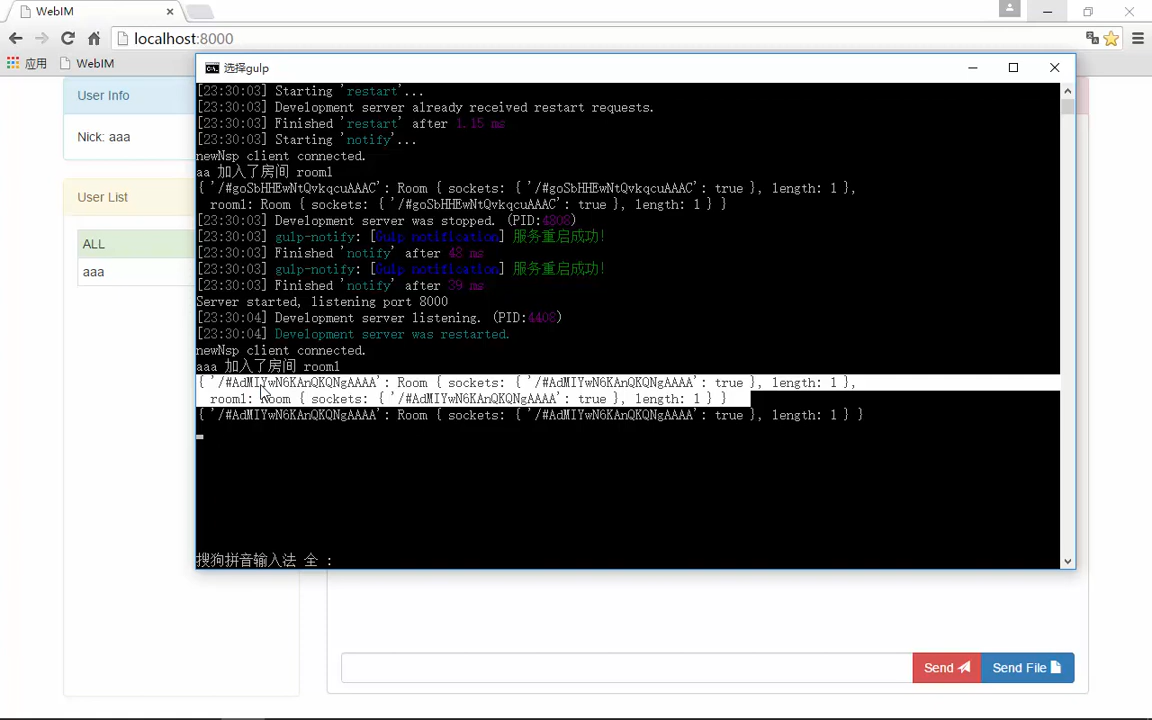 WebIM
localhost:8000
应用 WebIM
选择gulp
User Info
Nick: aaa
User List
ALL
aaa
[23:30:03] Starting 'restart'...
[23:30:03] Development server already received restart requests.
[23:30:03] Finished 'restart' after 1.15 ms
[23:30:03] Starting 'notify'...
newNsp client connected.
aa 加入了房间 room1
{ '/#goSbHHEwNtQvkqcuAAAC': Room { sockets: { '/#goSbHHEwNtQvkqcuAAAC': true }, length: 1 },
room1: Room { sockets: { '/#goSbHHEwNtQvkqcuAAAC': true }, length: 1 } }
[23:30:03] Development server was stopped. (PID:4808)
[23:30:03] gulp-notify: [Gulp notification] 服务重启成功!
[23:30:03] Finished 'notify' after 48 ms
[23:30:03] gulp-notify: [Gulp notification] 服务重启成功!
[23:30:03] Finished 'notify' after 39 ms
Server started, listening port 8000
[23:30:04] Development server listening. (PID:4408)
[23:30:04] Development server was restarted.
newNsp client connected.
aaa 加入了房间 room1
{ '/#AdMIYwN6KAnQKQNgAAAA': Room { sockets: { '/#AdMIYwN6KAnQKQNgAAAA': true }, length: 1 },
room1: Room { sockets: { '/#AdMIYwN6KAnQKQNgAAAA': true }, length: 1 } }
{ '/#AdMIYwN6KAnQKQNgAAAA': Room { sockets: { '/#AdMIYwN6KAnQKQNgAAAA': true }, length: 1 } }
搜狗拼音输入法 全 :
Send
Send File